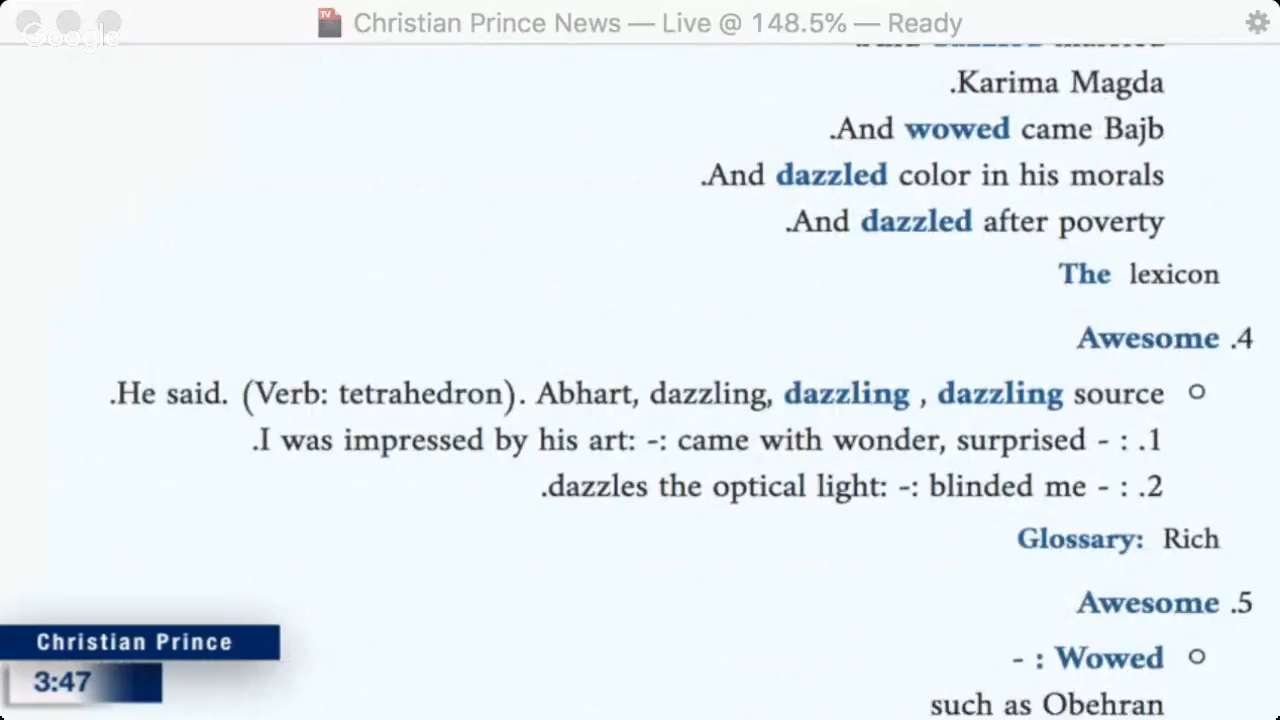 TV
Christian Prince News — Live @ 148.5% — Ready
Google
.Karima Magda
.And wowed came Bajb
.And dazzled color in his morals
.And dazzled after poverty
The lexicon
Awesome .4
.He said. (Verb: tetrahedron). Abhart, dazzling, dazzling , dazzling source
.I was impressed by his art: -: came with wonder, surprised - : .1
.dazzles the optical light: -: blinded me - : .2
Glossary: Rich
Awesome .5
- : Wowed
such as Obehran
Christian Prince
3:47